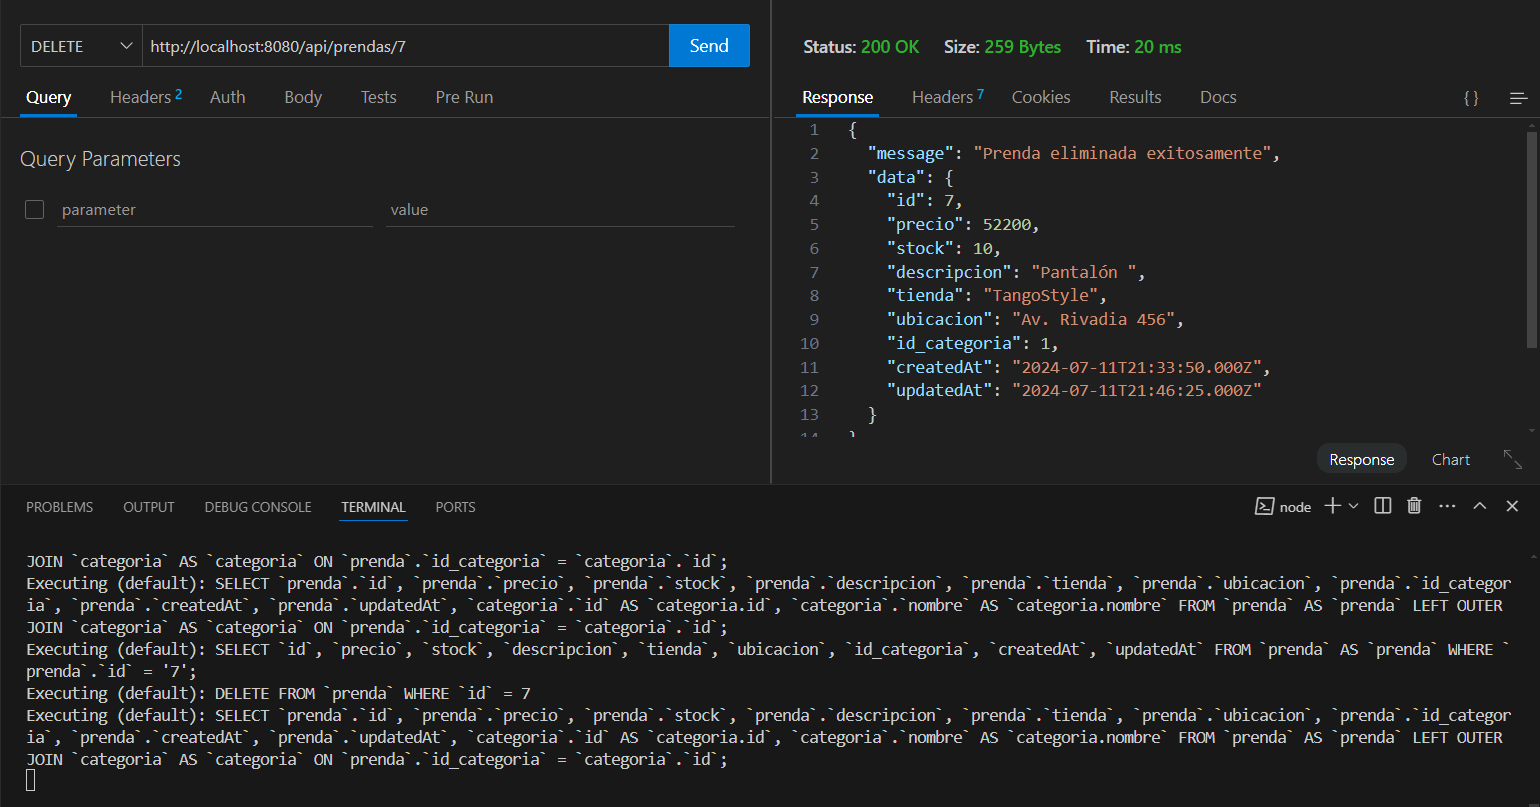 DELETE http://localhost:8080/api/prendas/7 Send
Query Headers 2 Auth Body Tests Pre Run
Query Parameters
parameter value
Status: 200 OK Size: 259 Bytes Time: 20 ms
Response Headers 7 Cookies Results Docs {}
1 {
2 "message": "Prenda eliminada exitosamente",
3 "data": {
4 "id": 7,
5 "precio": 52200,
6 "stock": 10,
7 "descripcion": "Pantalón ",
8 "tienda": "TangoStyle",
9 "ubicacion": "Av. Rivadia 456",
10 "id_categoria": 1,
11 "createdAt": "2024-07-11T21:33:50.000Z",
12 "updatedAt": "2024-07-11T21:46:25.000Z"
13 }
14 }
Response Chart
PROBLEMS OUTPUT DEBUG CONSOLE TERMINAL PORTS node
JOIN `categoria` AS `categoria` ON `prenda`.`id_categoria` = `categoria`.`id`;
Executing (default): SELECT `prenda`.`id`, `prenda`.`precio`, `prenda`.`stock`, `prenda`.`descripcion`, `prenda`.`tienda`, `prenda`.`ubicacion`, `prenda`.`id_categor
ia`, `prenda`.`createdAt`, `prenda`.`updatedAt`, `categoria`.`id` AS `categoria.id`, `categoria`.`nombre` AS `categoria.nombre` FROM `prenda` AS `prenda` LEFT OUTER
JOIN `categoria` AS `categoria` ON `prenda`.`id_categoria` = `categoria`.`id`;
Executing (default): SELECT `id`, `precio`, `stock`, `descripcion`, `tienda`, `ubicacion`, `id_categoria`, `createdAt`, `updatedAt` FROM `prenda` AS `prenda` WHERE `
prenda`.`id` = '7';
Executing (default): DELETE FROM `prenda` WHERE `id` = 7
Executing (default): SELECT `prenda`.`id`, `prenda`.`precio`, `prenda`.`stock`, `prenda`.`descripcion`, `prenda`.`tienda`, `prenda`.`ubicacion`, `prenda`.`id_categor
ia`, `prenda`.`createdAt`, `prenda`.`updatedAt`, `categoria`.`id` AS `categoria.id`, `categoria`.`nombre` AS `categoria.nombre` FROM `prenda` AS `prenda` LEFT OUTER
JOIN `categoria` AS `categoria` ON `prenda`.`id_categoria` = `categoria`.`id`;